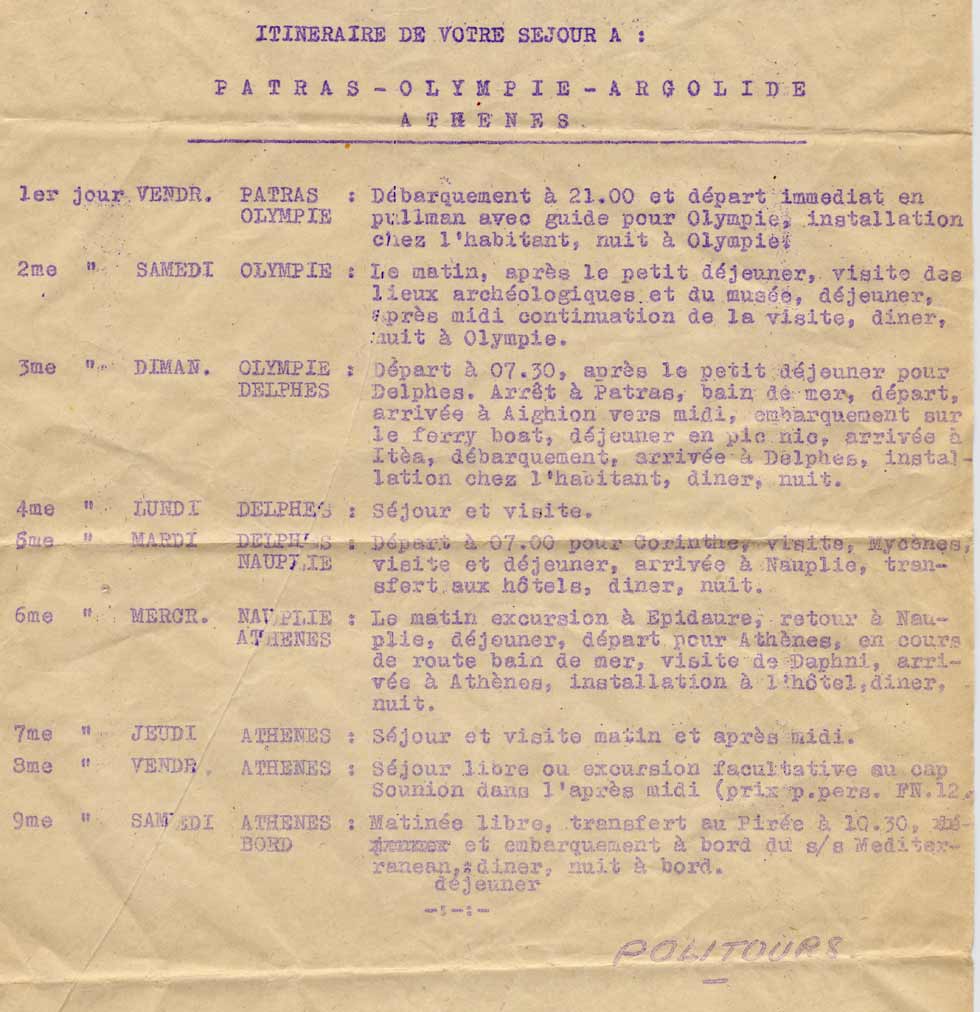 ITINERAIRE DE VOTRE SEJOUR A :
PATRAS-OLYMPIE-ARGOLIDE
ATHENES
1er jour VENDR. PATRAS : Débarquement à 21.00 et départ immediat en
OLYMPIE pullman avec guide pour Olympie, installation
chez l'habitant, nuit à Olympie.
2me " SAMEDI OLYMPIE : Le matin, après le petit déjeuner, visite des
lieux archéologiques et du musée, déjeuner,
après midi continuation de la visite, diner,
nuit à Olympie.
3me " DIMAN. OLYMPIE : Départ à 07.30, après le petit déjeuner pour
DELPHES Delphes. Arrêt à Patras, bain de mer, départ,
arrivée à Aighion vers midi, embarquement sur
le ferry boat, déjeuner en pic nic, arrivée à
Itèa, débarquement, arrivée à Delphes, instal-
lation chez l'habitant, diner, nuit.
4me " LUNDI DELPHES : Séjour et visite.
5me " MARDI DELPHES : Départ à 07.00 pour Corinthe, visite, Mycènes,
NAUPLIE visite et déjeuner, arrivée à Nauplie, tran-
sfert aux hôtels, diner, nuit.
6me " MERCR. NAUPLIE : Le matin excursion à Epidaure, retour à Nau-
ATHENES plie, déjeuner, départ pour Athènes, en cours
de route bain de mer, visite de Daphni, arri-
vée à Athènes, installation à l'hôtel,diner,
nuit.
7me " JEUDI ATHENES : Séjour et visite matin et après midi.
8me " VENDR. ATHENES : Séjour libre ou excursion facultative au cap
Sounion dans l'après midi (prix p.pers. FN.12.
9me " SAMEDI ATHENES : Matinée libre, transfert au Pirée à 10.30,
BORD et embarquement à bord du s/s Mediter-
ranean, diner, nuit à bord.
déjeuner
POLITOURS